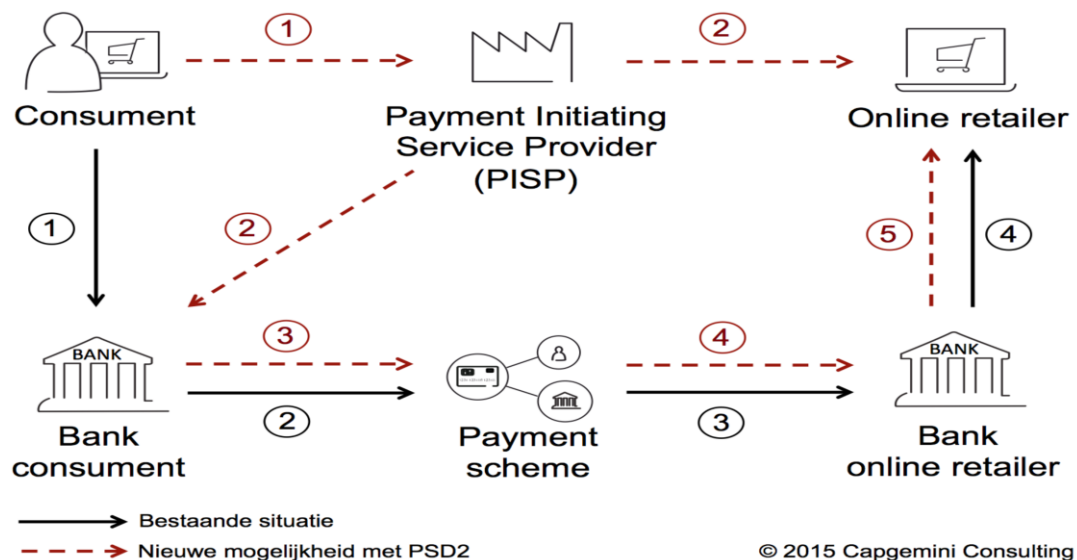 1
2
Consument
Payment Initiating
Service Provider
(PISP)
Online retailer
1
2
5
4
BANK
3
2
4
3
BANK
Bank
consument
Payment
scheme
Bank
online retailer
Bestaande situatie
Nieuwe mogelijkheid met PSD2
© 2015 Capgemini Consulting